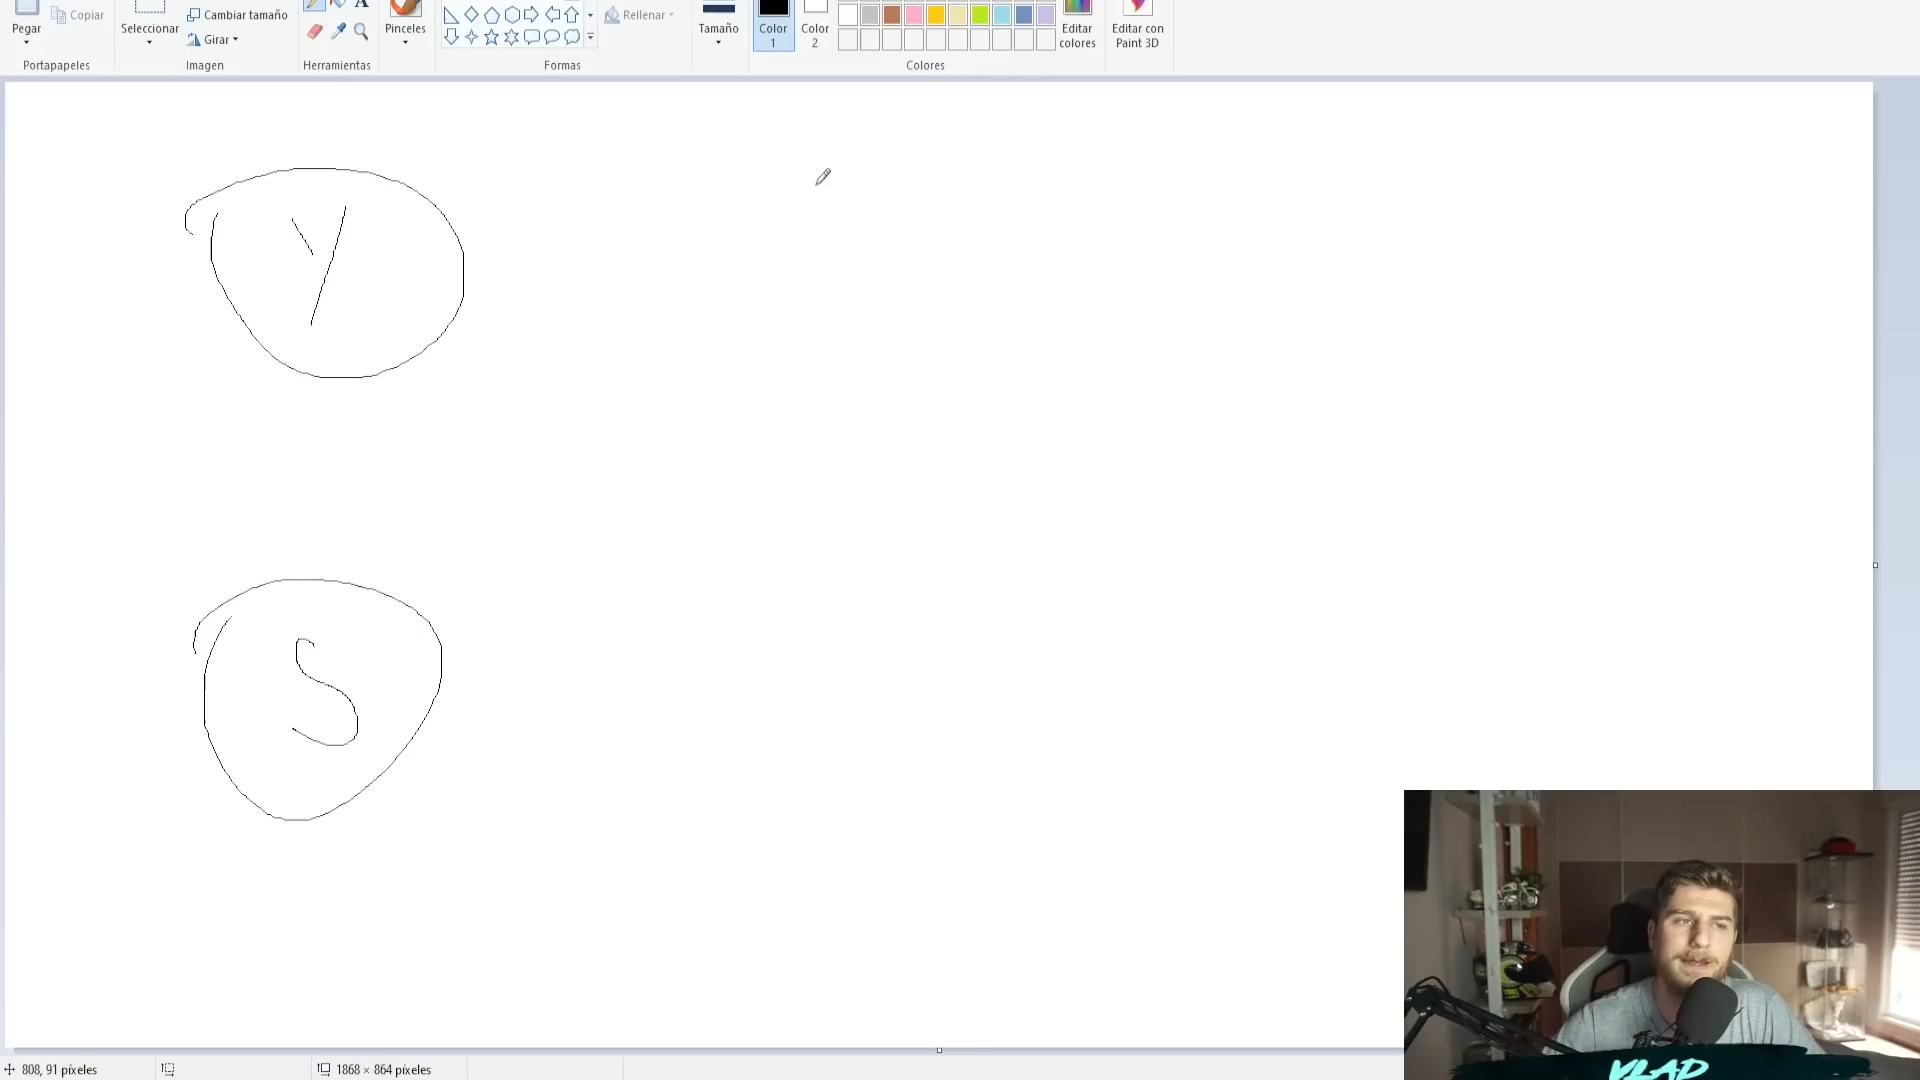 Pegar
Copiar
Portapapeles
Seleccionar
Cambiar tamaño
Girar
Imagen
A
Herramientas
Pinceles
Rellenar
Formas
Tamaño
Color 1
Color 2
Editar colores
Editar con Paint 3D
Colores
Y
S
808, 91 píxeles
1868 × 864 píxeles
VLAD